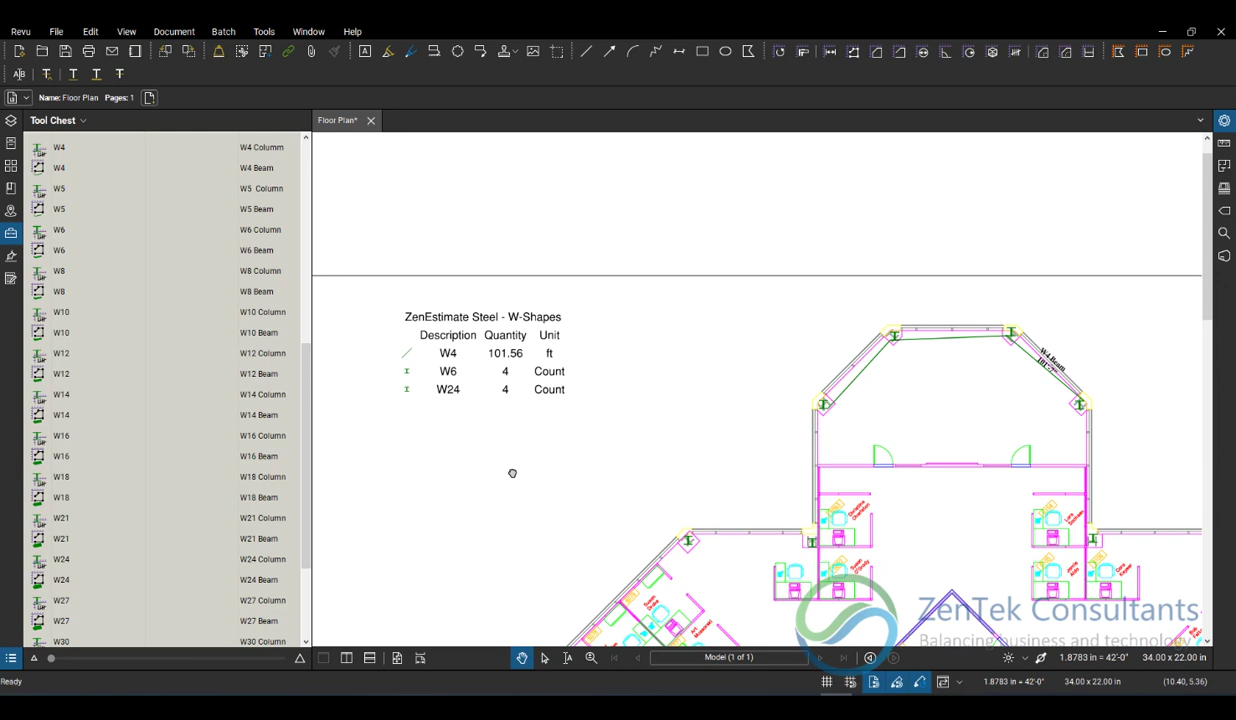 Revu File Edit View Document Batch Tools Window Help
Name: Floor Plan Pages: 1
Tool Chest
Floor Plan*
W4 W4 Column
W4 W4 Beam
W5 W5 Column
W5 W5 Beam
W6 W6 Column
W6 W6 Beam
W8 W8 Column
W8 W8 Beam
W10 W10 Column
W10 W10 Beam
W12 W12 Column
W12 W12 Beam
W14 W14 Column
W14 W14 Beam
W16 W16 Column
W16 W16 Beam
W18 W18 Column
W18 W18 Beam
W21 W21 Column
W21 W21 Beam
W24 W24 Column
W24 W24 Beam
W27 W27 Column
W27 W27 Beam
W30 W30 Column
ZenEstimate Steel - W-Shapes
Description Quantity Unit
W4 101.56 ft
W6 4 Count
W24 4 Count
W4 Beam
101'-7"
ZenTek Consultants
Balancing business and technology
Model (1 of 1)
1.8783 in = 42'-0" 34.00 x 22.00 in
Ready
1.8783 in = 42'-0" 34.00 x 22.00 in (10.40, 5.36)